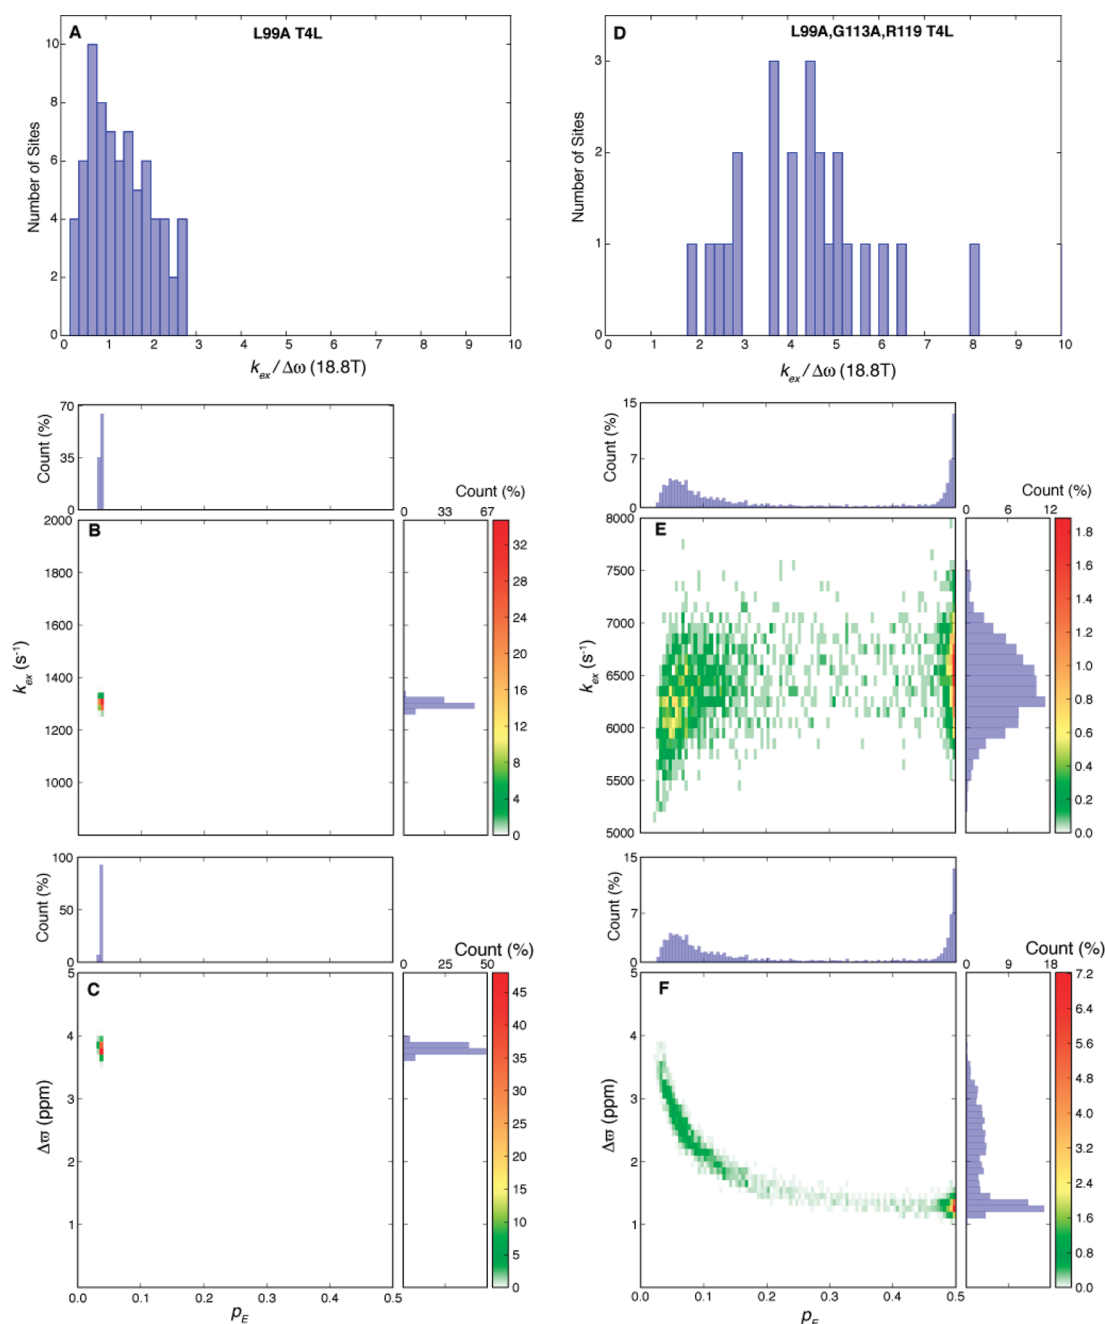 A
L99A T4L
10
8
6
4
2
0
Number of Sites
0 1 2 3 4 5 6 7 8 9 10
k_ex / Δω (18.8T)
D
L99A,G113A,R119 T4L
3
2
1
0
Number of Sites
0 1 2 3 4 5 6 7 8 9 10
k_ex / Δω (18.8T)
70
35
0
Count (%)
Count (%)
0 33 67
B
2000
1800
1600
1400
1200
1000
k_ex (s⁻¹)
32
28
24
20
16
12
8
4
0
15
7
0
Count (%)
Count (%)
0 6 12
E
8000
7500
7000
6500
6000
5500
5000
k_ex (s⁻¹)
1.8
1.6
1.4
1.2
1.0
0.8
0.6
0.4
0.2
0.0
100
50
0
Count (%)
Count (%)
0 25 50
C
5
4
3
2
1
Δϖ (ppm)
45
40
35
30
25
20
15
10
5
0
0.0 0.1 0.2 0.3 0.4 0.5
p_E
15
7
0
Count (%)
Count (%)
0 9 18
F
5
4
3
2
1
Δϖ (ppm)
7.2
6.4
5.6
4.8
4.0
3.2
2.4
1.6
0.8
0.0
0.0 0.1 0.2 0.3 0.4 0.5
p_E